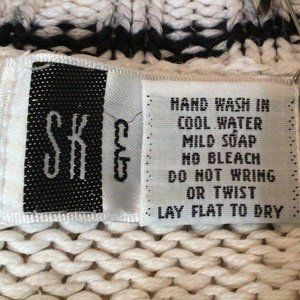 SK
HAND WASH IN
COOL WATER
MILD SOAP
NO BLEACH
DO NOT WRING
OR TWIST
LAY FLAT TO DRY